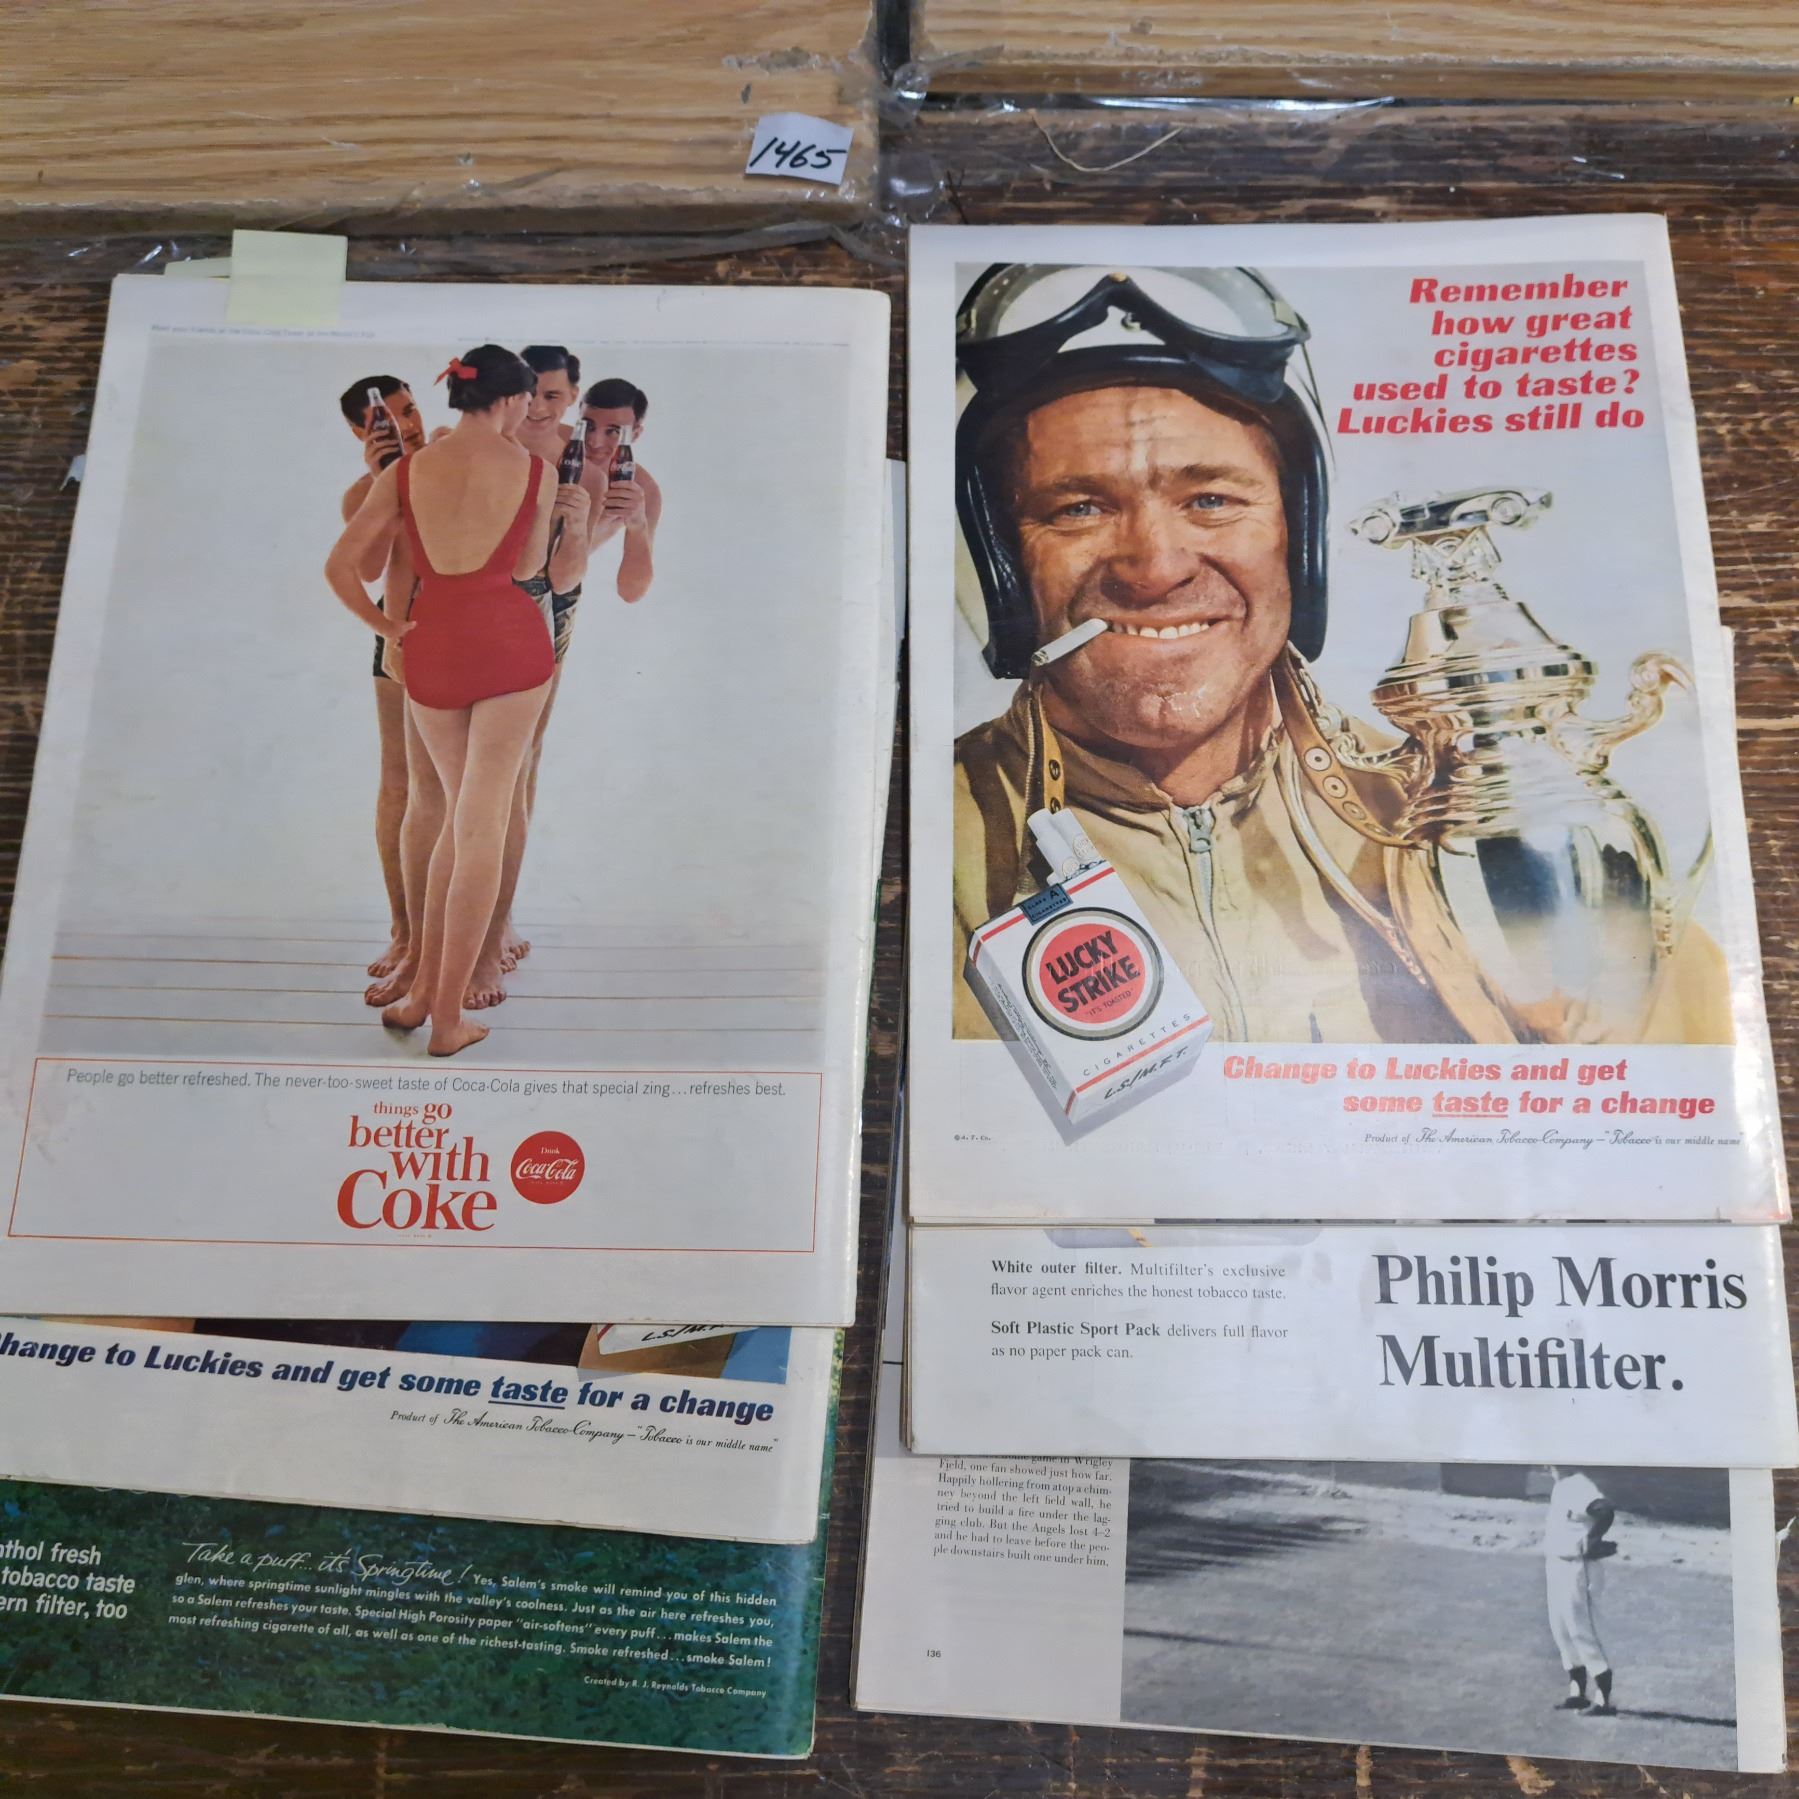 1465
People go better refreshed. The never-too-sweet taste of Coca-Cola gives that special zing...refreshes best.
things go
better
with
Coke
Drink
Coca-Cola
Change to Luckies and get some taste for a change
Product of The American Tobacco Company — "Tobacco is our middle name"
thol fresh
tobacco taste
ern filter, too
Take a puff... it's Springtime! Yes, Salem's smoke will remind you of this hidden
glen, where springtime sunlight mingles with the valley's coolness. Just as the air here refreshes you,
so a Salem refreshes your taste. Special High Porosity paper "air-softens" every puff...makes Salem the
most refreshing cigarette of all, as well as one of the richest-tasting. Smoke refreshed...smoke Salem!
Created by R. J. Reynolds Tobacco Company
Remember
how great
cigarettes
used to taste?
Luckies still do
CLASS A
CIGARETTES
LUCKY
STRIKE
"IT'S TOASTED"
CIGARETTES
L.S./M.F.T.
Change to Luckies and get
some taste for a change
© A. T. Co.
Product of The American Tobacco Company — "Tobacco is our middle name"
White outer filter. Multifilter's exclusive
flavor agent enriches the honest tobacco taste.
Soft Plastic Sport Pack delivers full flavor
as no paper pack can.
Philip Morris
Multifilter.
game in Wrigley
Field, one fan showed just how far.
Happily hollering from atop a chim-
ney beyond the left field wall, he
tried to build a fire under the lag-
ging club. But the Angels lost 4–2
and he had to leave before the peo-
ple downstairs built one under him.
136